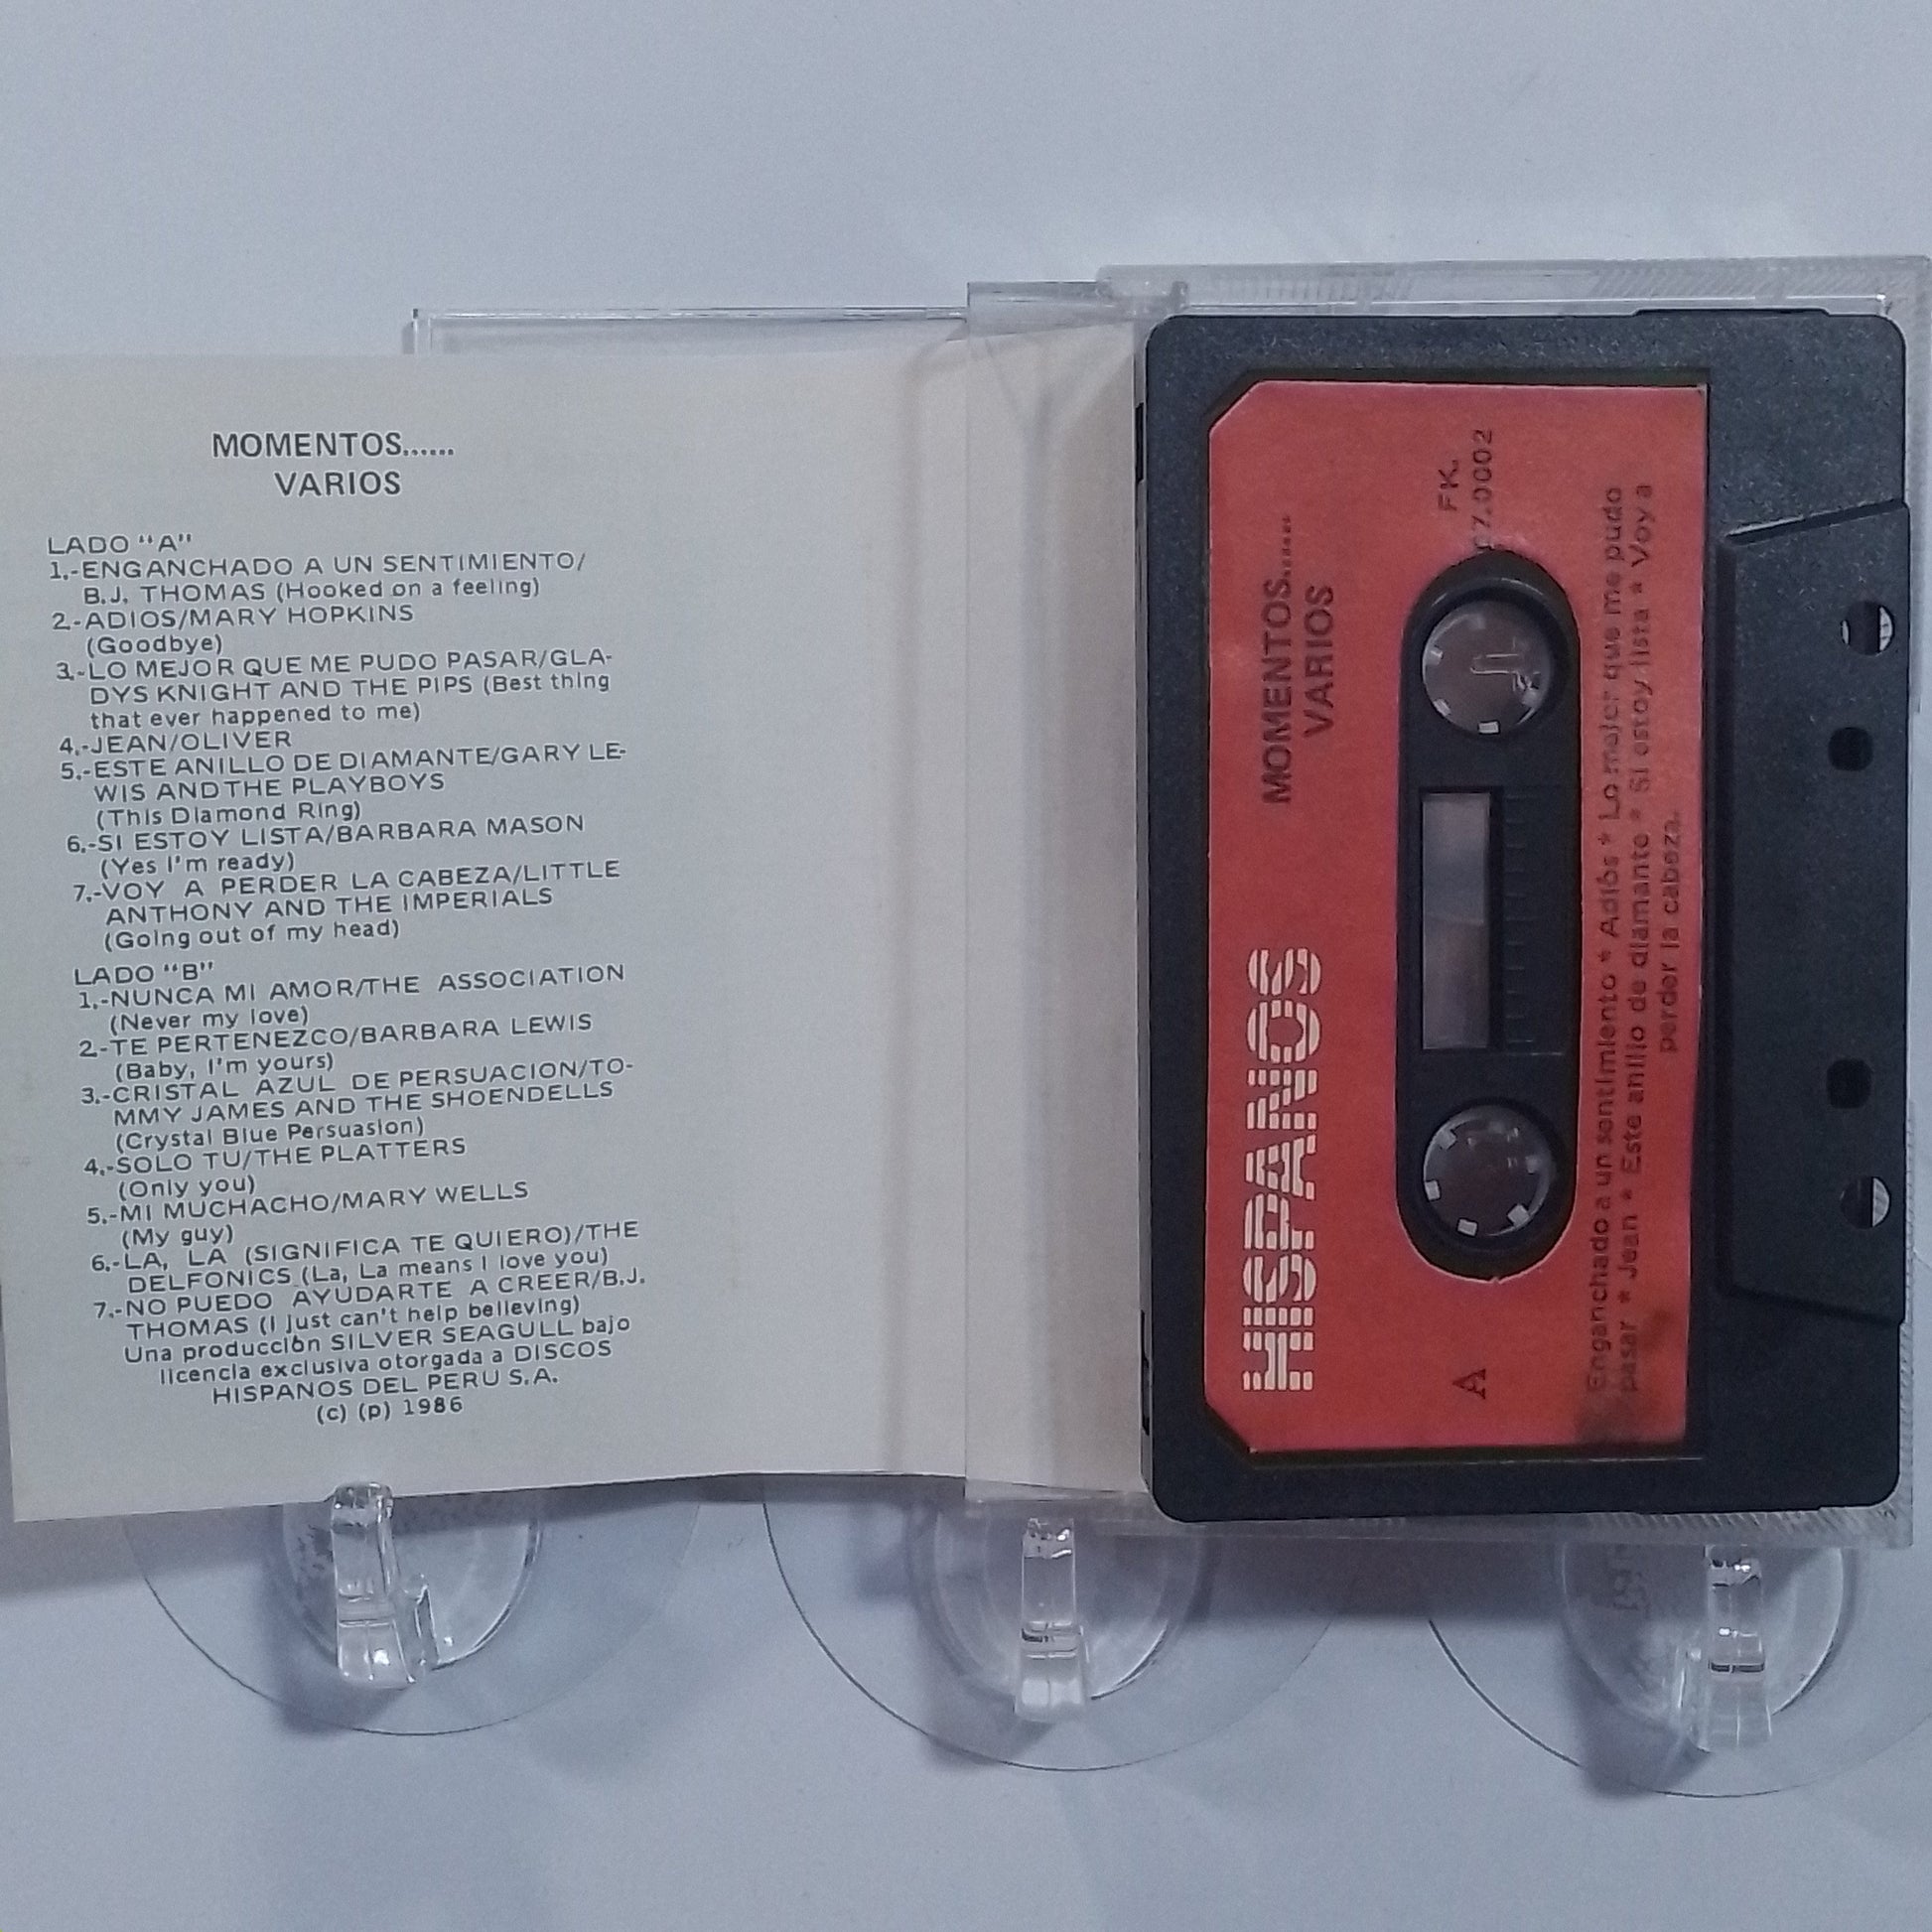 MOMENTOS......
VARIOS
LADO "A"
1.-ENGANCHADO A UN SENTIMIENTO/
B.J. THOMAS (Hooked on a feeling)
2.-ADIOS/MARY HOPKINS
(Goodbye)
3.-LO MEJOR QUE ME PUDO PASAR/GLA-
DYS KNIGHT AND THE PIPS (Best thing
that ever happened to me)
4.-JEAN/OLIVER
5.-ESTE ANILLO DE DIAMANTE/GARY LE-
WIS AND THE PLAYBOYS
(This Diamond Ring)
6.-SI ESTOY LISTA/BARBARA MASON
(Yes I'm ready)
7.-VOY A PERDER LA CABEZA/LITTLE
ANTHONY AND THE IMPERIALS
(Going out of my head)
LADO "B"
1.-NUNCA MI AMOR/THE ASSOCIATION
(Never my love)
2.-TE PERTENEZCO/BARBARA LEWIS
(Baby, I'm yours)
3.-CRISTAL AZUL DE PERSUACION/TO-
MMY JAMES AND THE SHOENDELLS
(Crystal Blue Persuasion)
4.-SOLO TU/THE PLATTERS
(Only you)
5.-MI MUCHACHO/MARY WELLS
(My guy)
6.-LA, LA (SIGNIFICA TE QUIERO)/THE
DELFONICS (La, La means I love you)
7.-NO PUEDO AYUDARTE A CREER/B.J.
THOMAS (I just can't help believing)
Una producción SILVER SEAGULL bajo
licencia exclusiva otorgada a DISCOS
HISPANOS DEL PERU S.A.
(c) (p) 1986
HISPANOS
MOMENTOS......
VARIOS
A
FK.
07.0002
Enganchado a un sentimiento * Adiós * Lo mejor que me pudo
pasar * Jean * Este anillo de diamante * Si estoy lista * Voy a
perder la cabeza.